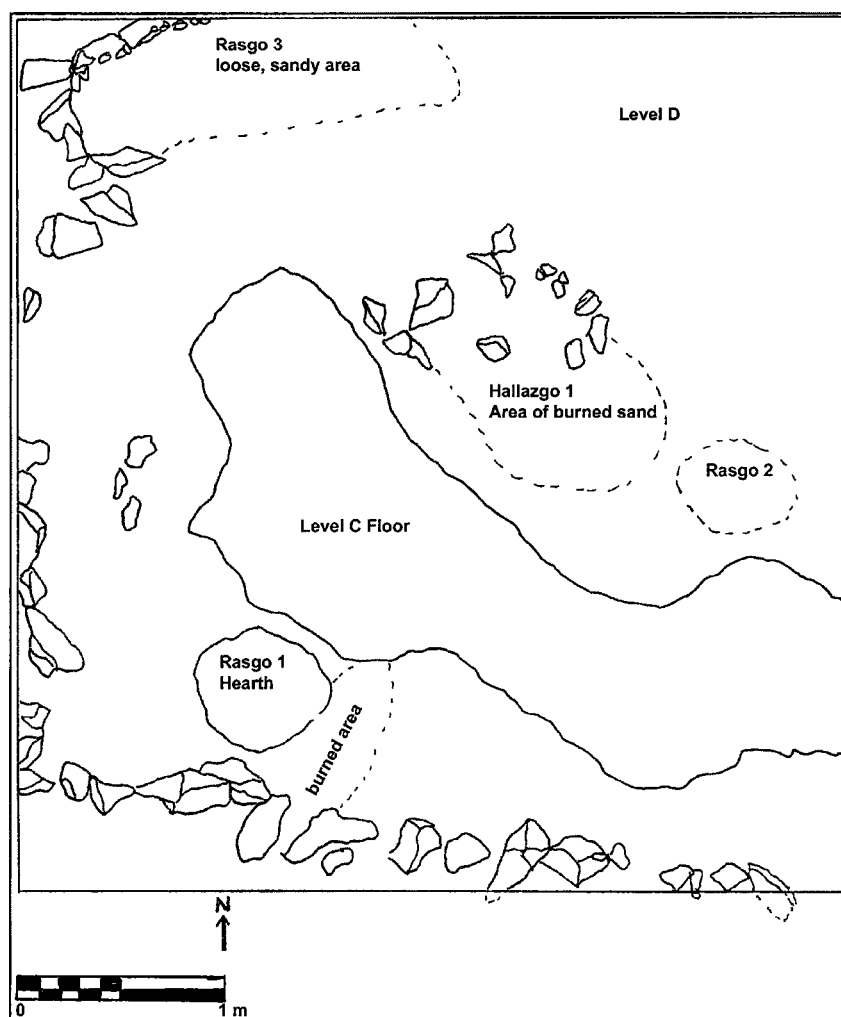 Rasgo 3
loose, sandy area
Level D
Hallazgo 1
Area of burned sand
Rasgo 2
Level C Floor
Rasgo 1
Hearth
burned area
N
0 1 m